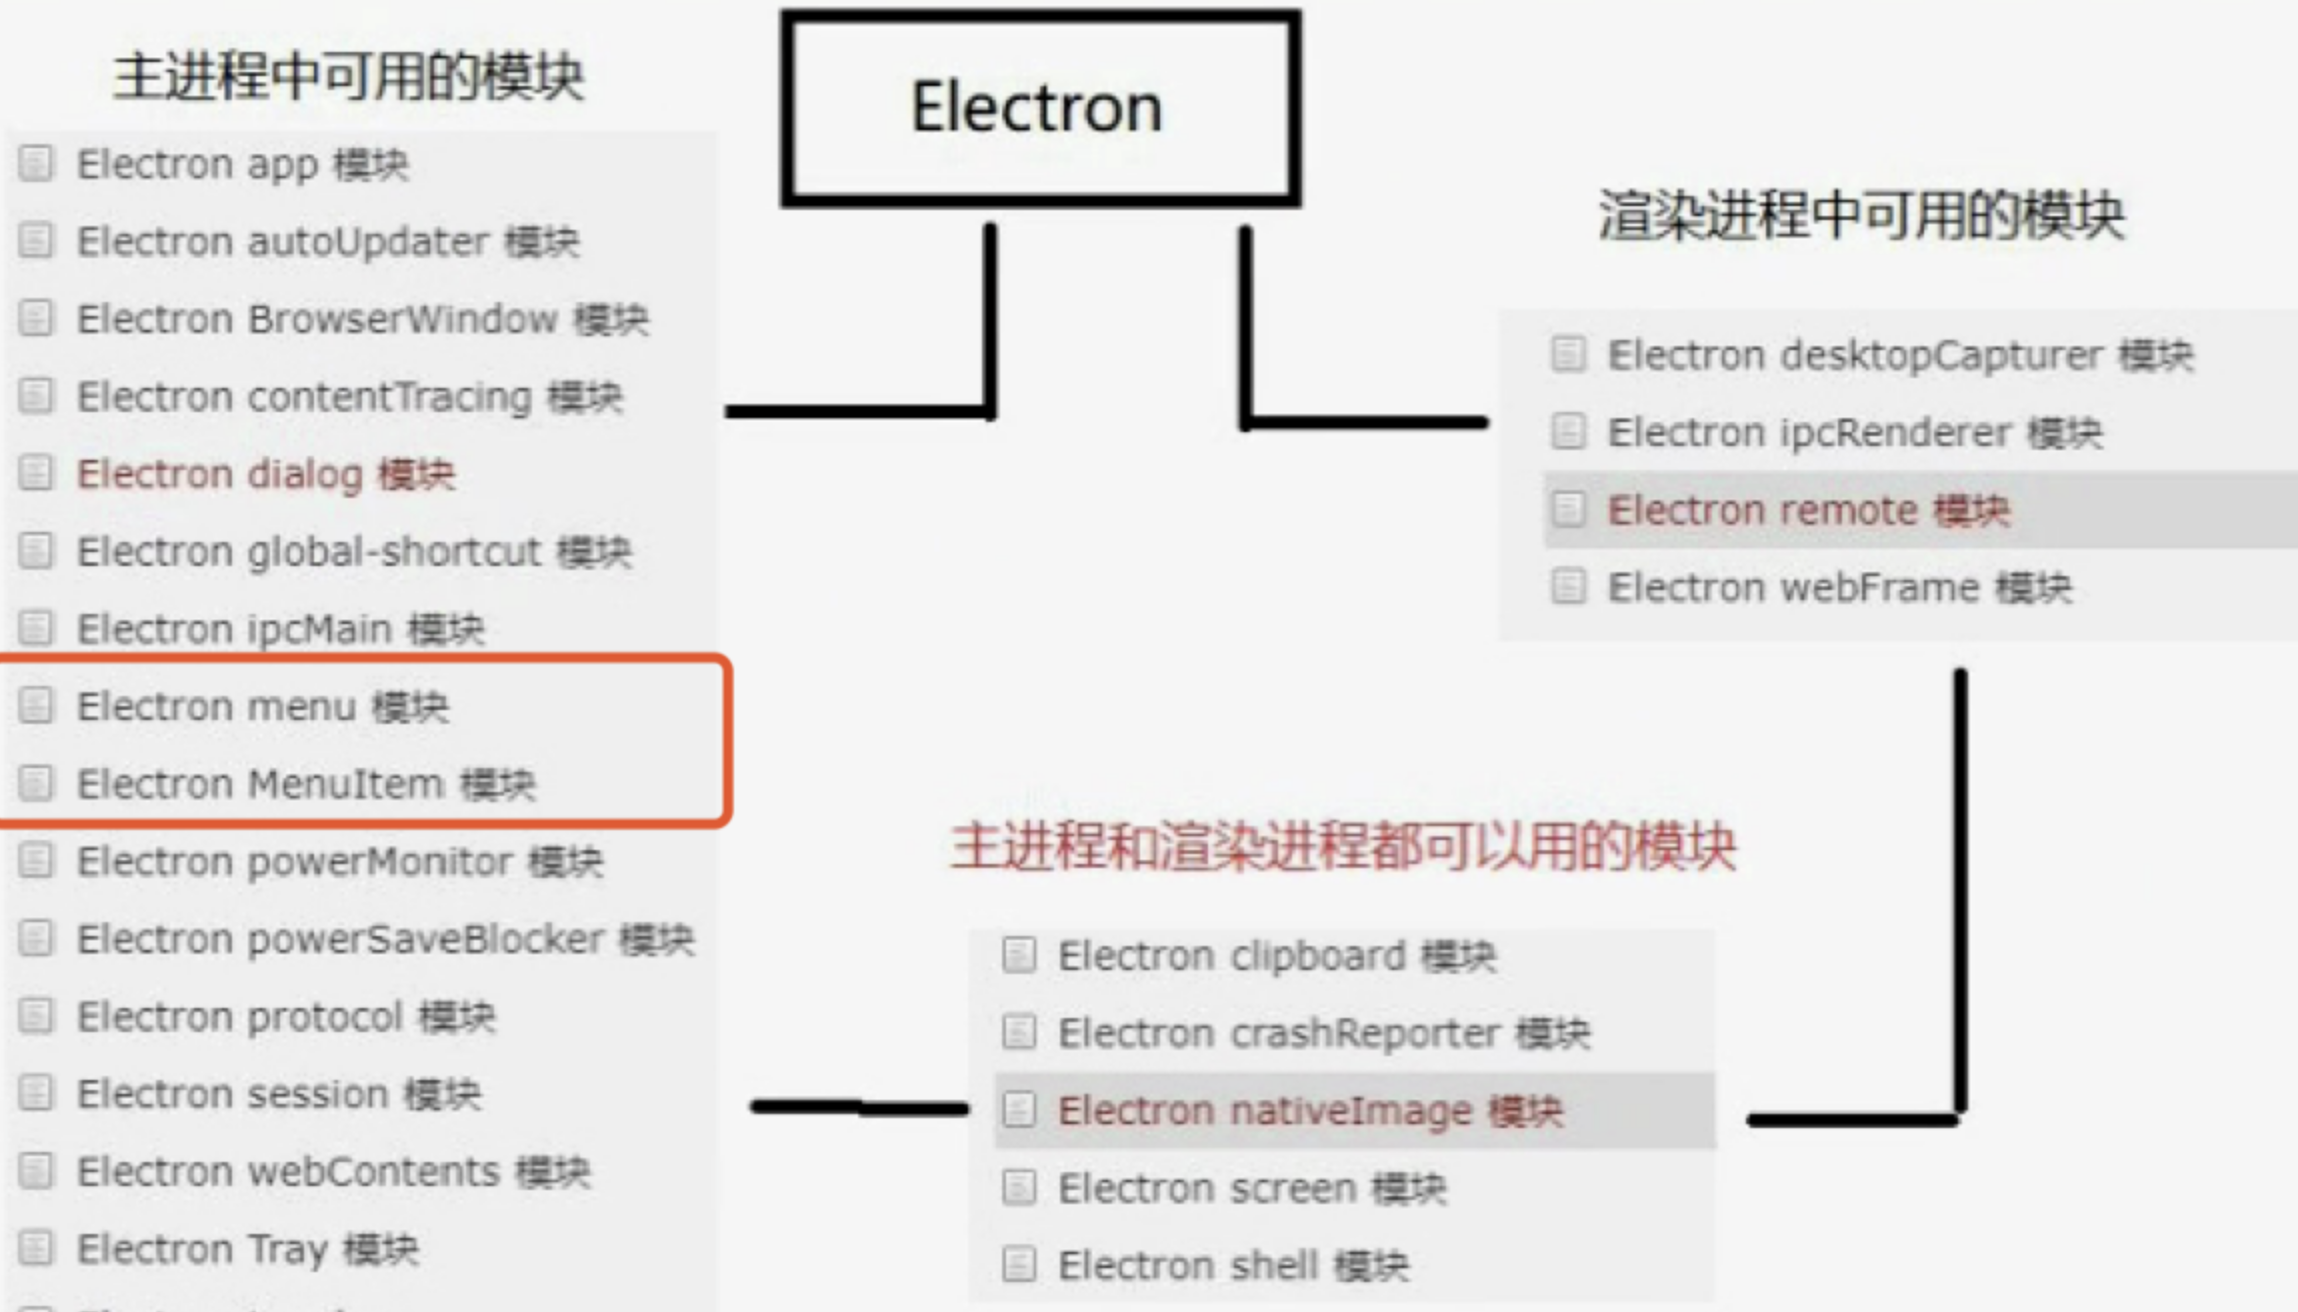 Electron
主进程中可用的模块
Electron app 模块
Electron autoUpdater 模块
Electron BrowserWindow 模块
Electron contentTracing 模块
Electron dialog 模块
Electron global-shortcut 模块
Electron ipcMain 模块
Electron menu 模块
Electron MenuItem 模块
Electron powerMonitor 模块
Electron powerSaveBlocker 模块
Electron protocol 模块
Electron session 模块
Electron webContents 模块
Electron Tray 模块
渲染进程中可用的模块
Electron desktopCapturer 模块
Electron ipcRenderer 模块
Electron remote 模块
Electron webFrame 模块
主进程和渲染进程都可以用的模块
Electron clipboard 模块
Electron crashReporter 模块
Electron nativeImage 模块
Electron screen 模块
Electron shell 模块